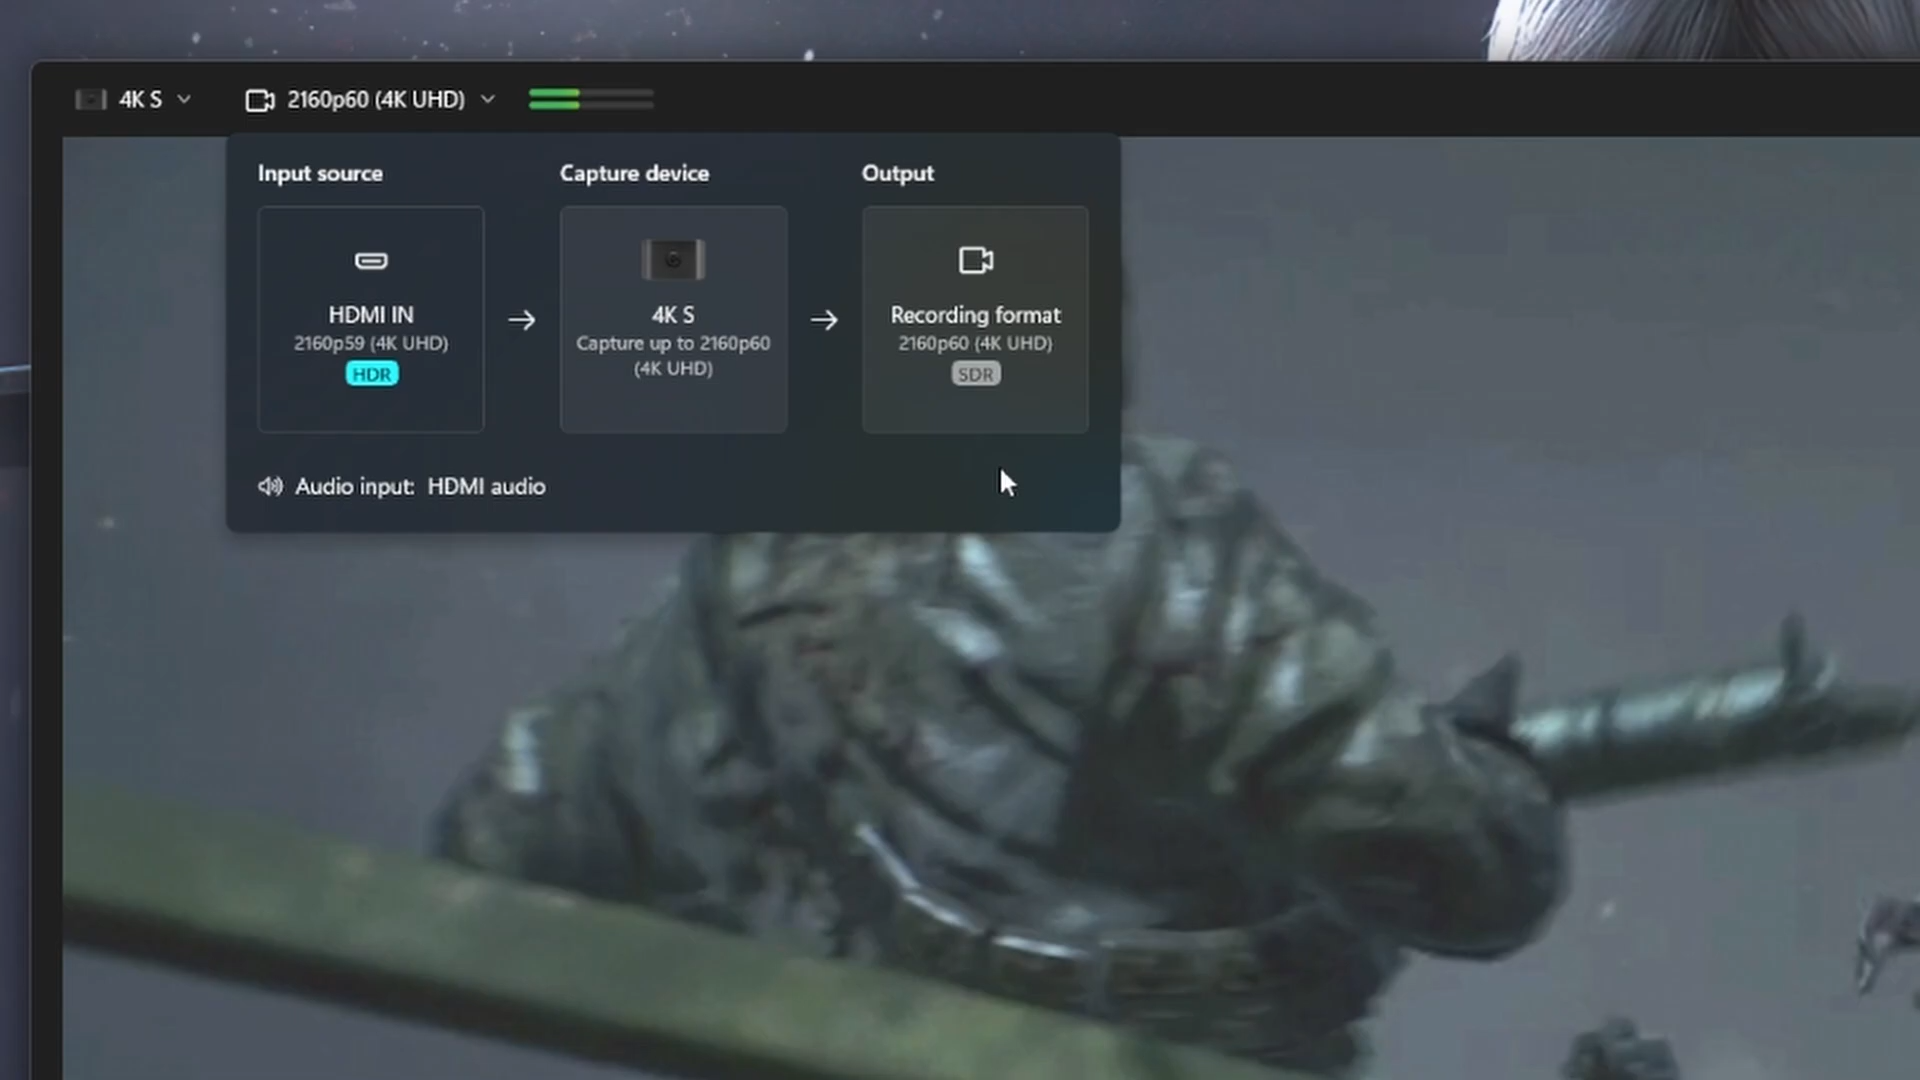 4K S
2160p60 (4K UHD)
Input source
Capture device
Output
HDMI IN
2160p59 (4K UHD)
HDR
4K S
Capture up to 2160p60
(4K UHD)
Recording format
2160p60 (4K UHD)
SDR
Audio input: HDMI audio